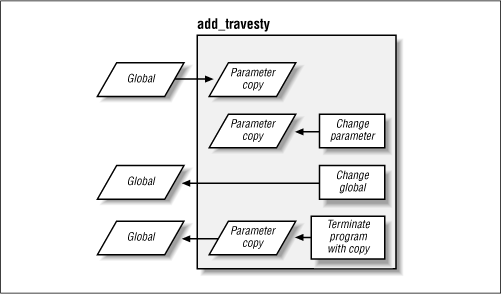 add_travesty
Global
Parameter
copy
Parameter
copy
Change
parameter
Global
Change
global
Global
Parameter
copy
Terminate
program
with copy